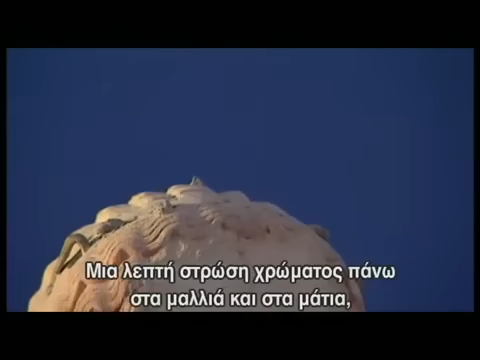 Μια λεπτή στρώση χρώματος πάνω
στα μαλλιά και στα μάτια,